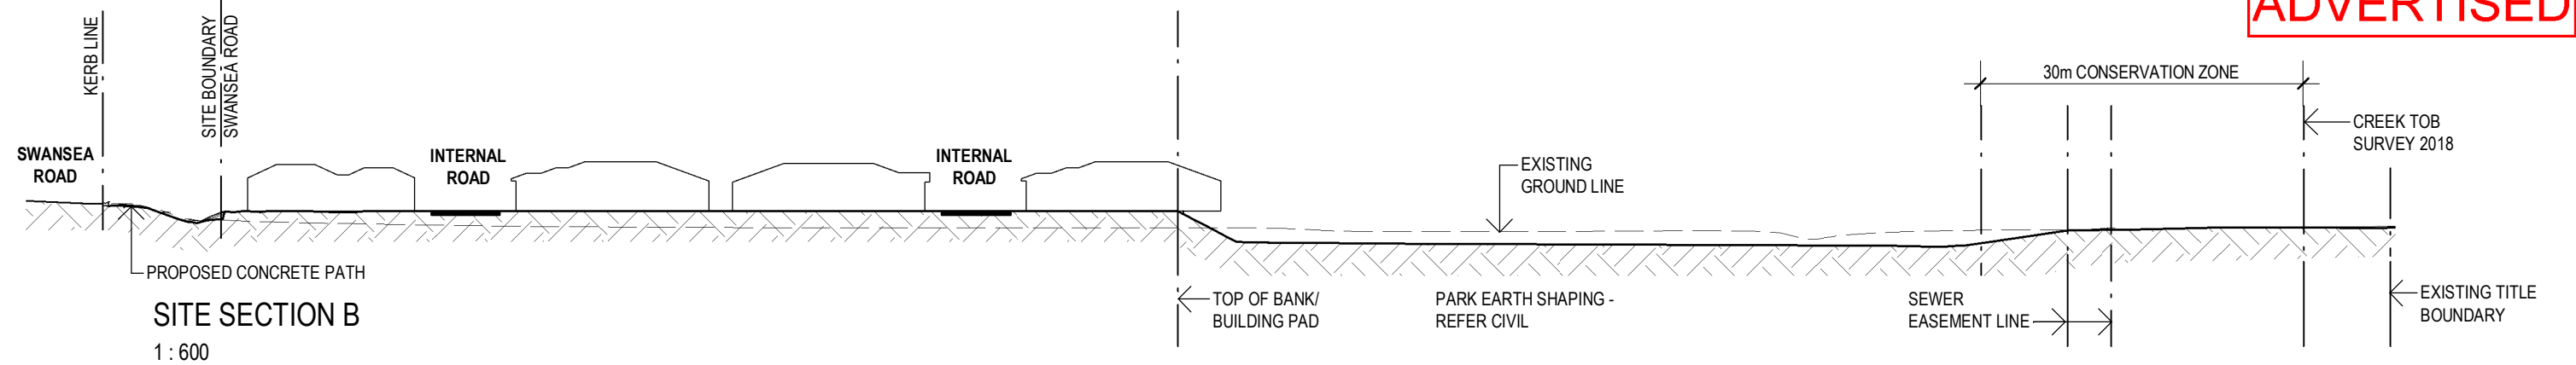 ADVERTISED
KERB LINE
SITE BOUNDARY
SWANSEA ROAD
30m CONSERVATION ZONE
CREEK TOB
SURVEY 2018
SWANSEA
ROAD
INTERNAL
ROAD
INTERNAL
ROAD
EXISTING
GROUND LINE
PROPOSED CONCRETE PATH
TOP OF BANK/
BUILDING PAD
PARK EARTH SHAPING -
REFER CIVIL
SEWER
EASEMENT LINE
EXISTING TITLE
BOUNDARY
SITE SECTION B
1 : 600